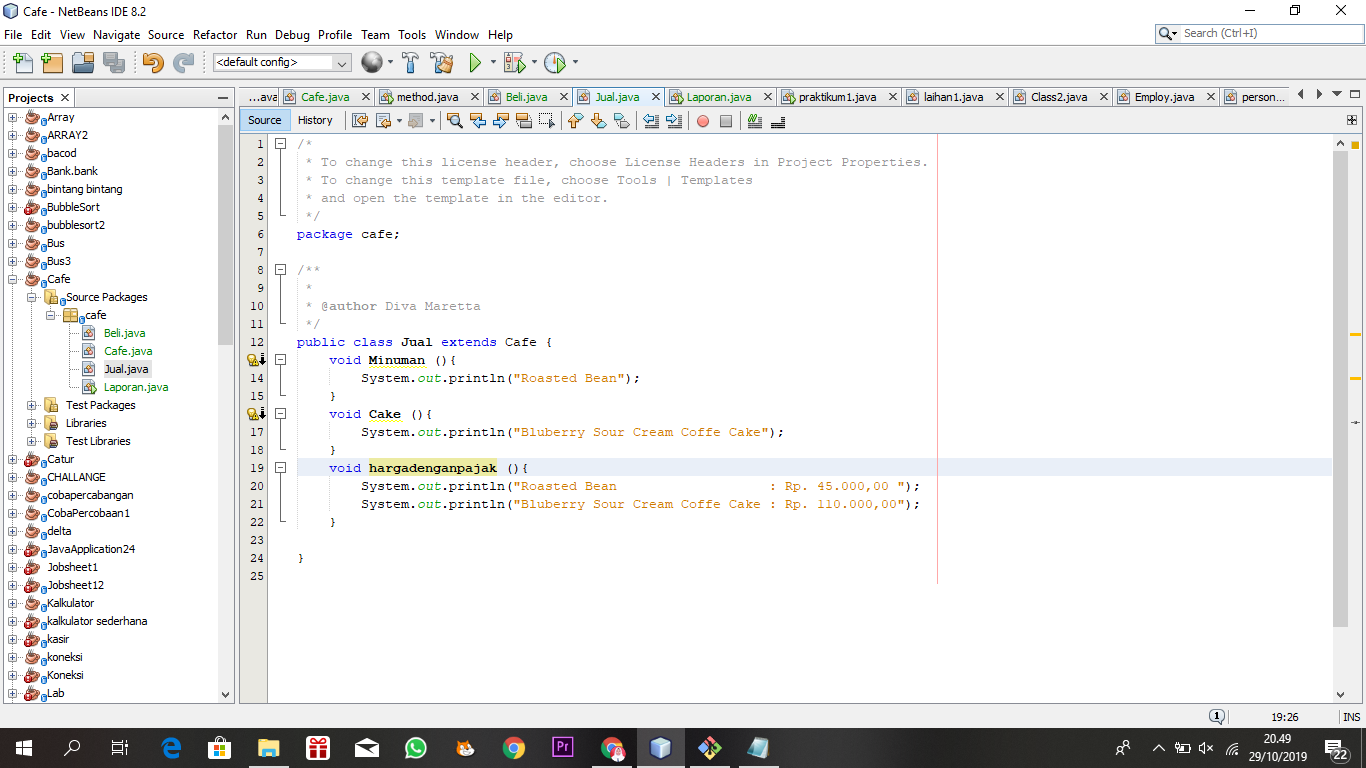 Cafe - NetBeans IDE 8.2
File Edit View Navigate Source Refactor Run Debug Profile Team Tools Window Help
Search (Ctrl+I)
<default config>
Projects
...ava Cafe.java method.java Beli.java Jual.java Laporan.java praktikum1.java laihan1.java Class2.java Employ.java person...
Source History
Array
ARRAY2
bacod
Bank.bank
bintang bintang
BubbleSort
bubblesort2
Bus
Bus3
Cafe
Source Packages
cafe
Beli.java
Cafe.java
Jual.java
Laporan.java
Test Packages
Libraries
Test Libraries
Catur
CHALLANGE
cobapercabangan
CobaPercobaan1
delta
JavaApplication24
Jobsheet1
Jobsheet12
Kalkulator
kalkulator sederhana
kasir
koneksi
Koneksi
Lab
1 /*
2 * To change this license header, choose License Headers in Project Properties.
3 * To change this template file, choose Tools | Templates
4 * and open the template in the editor.
5 */
6 package cafe;
7
8 /**
9 *
10 * @author Diva Maretta
11 */
12 public class Jual extends Cafe {
void Minuman (){
14 System.out.println("Roasted Bean");
15 }
void Cake (){
17 System.out.println("Bluberry Sour Cream Coffe Cake");
18 }
19 void hargadenganpajak (){
20 System.out.println("Roasted Bean                   : Rp. 45.000,00 ");
21 System.out.println("Bluberry Sour Cream Coffe Cake : Rp. 110.000,00");
22 }
23
24 }
25
1 19:26 INS
Pr
20.49
29/10/2019
22